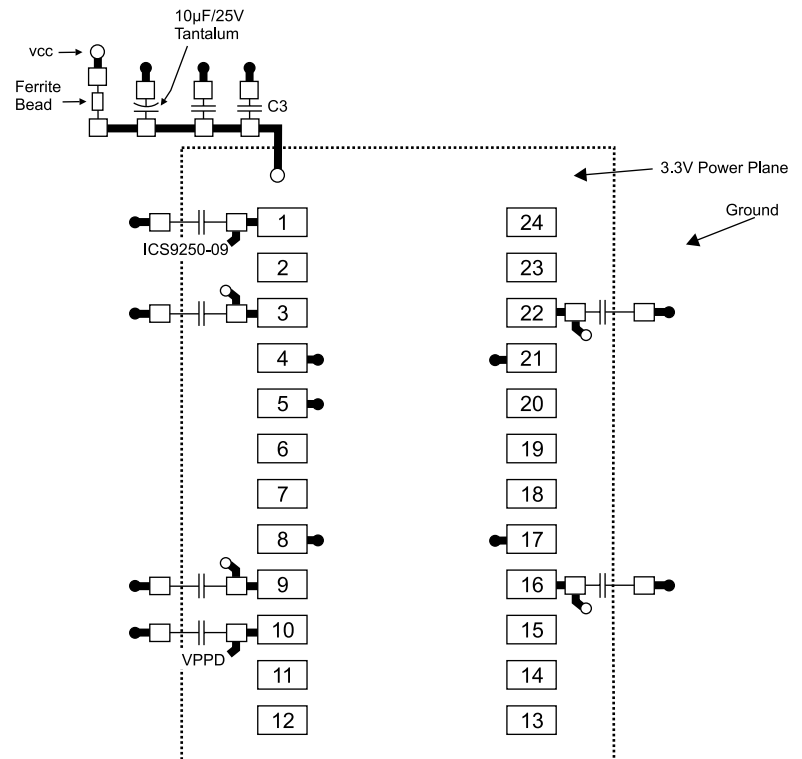 10µF/25V
Tantalum
vcc
Ferrite
Bead
C3
3.3V Power Plane
Ground
1
24
ICS9250-09
2
23
3
22
4
21
5
20
6
19
7
18
8
17
9
16
10
15
VPPD
11
14
12
13